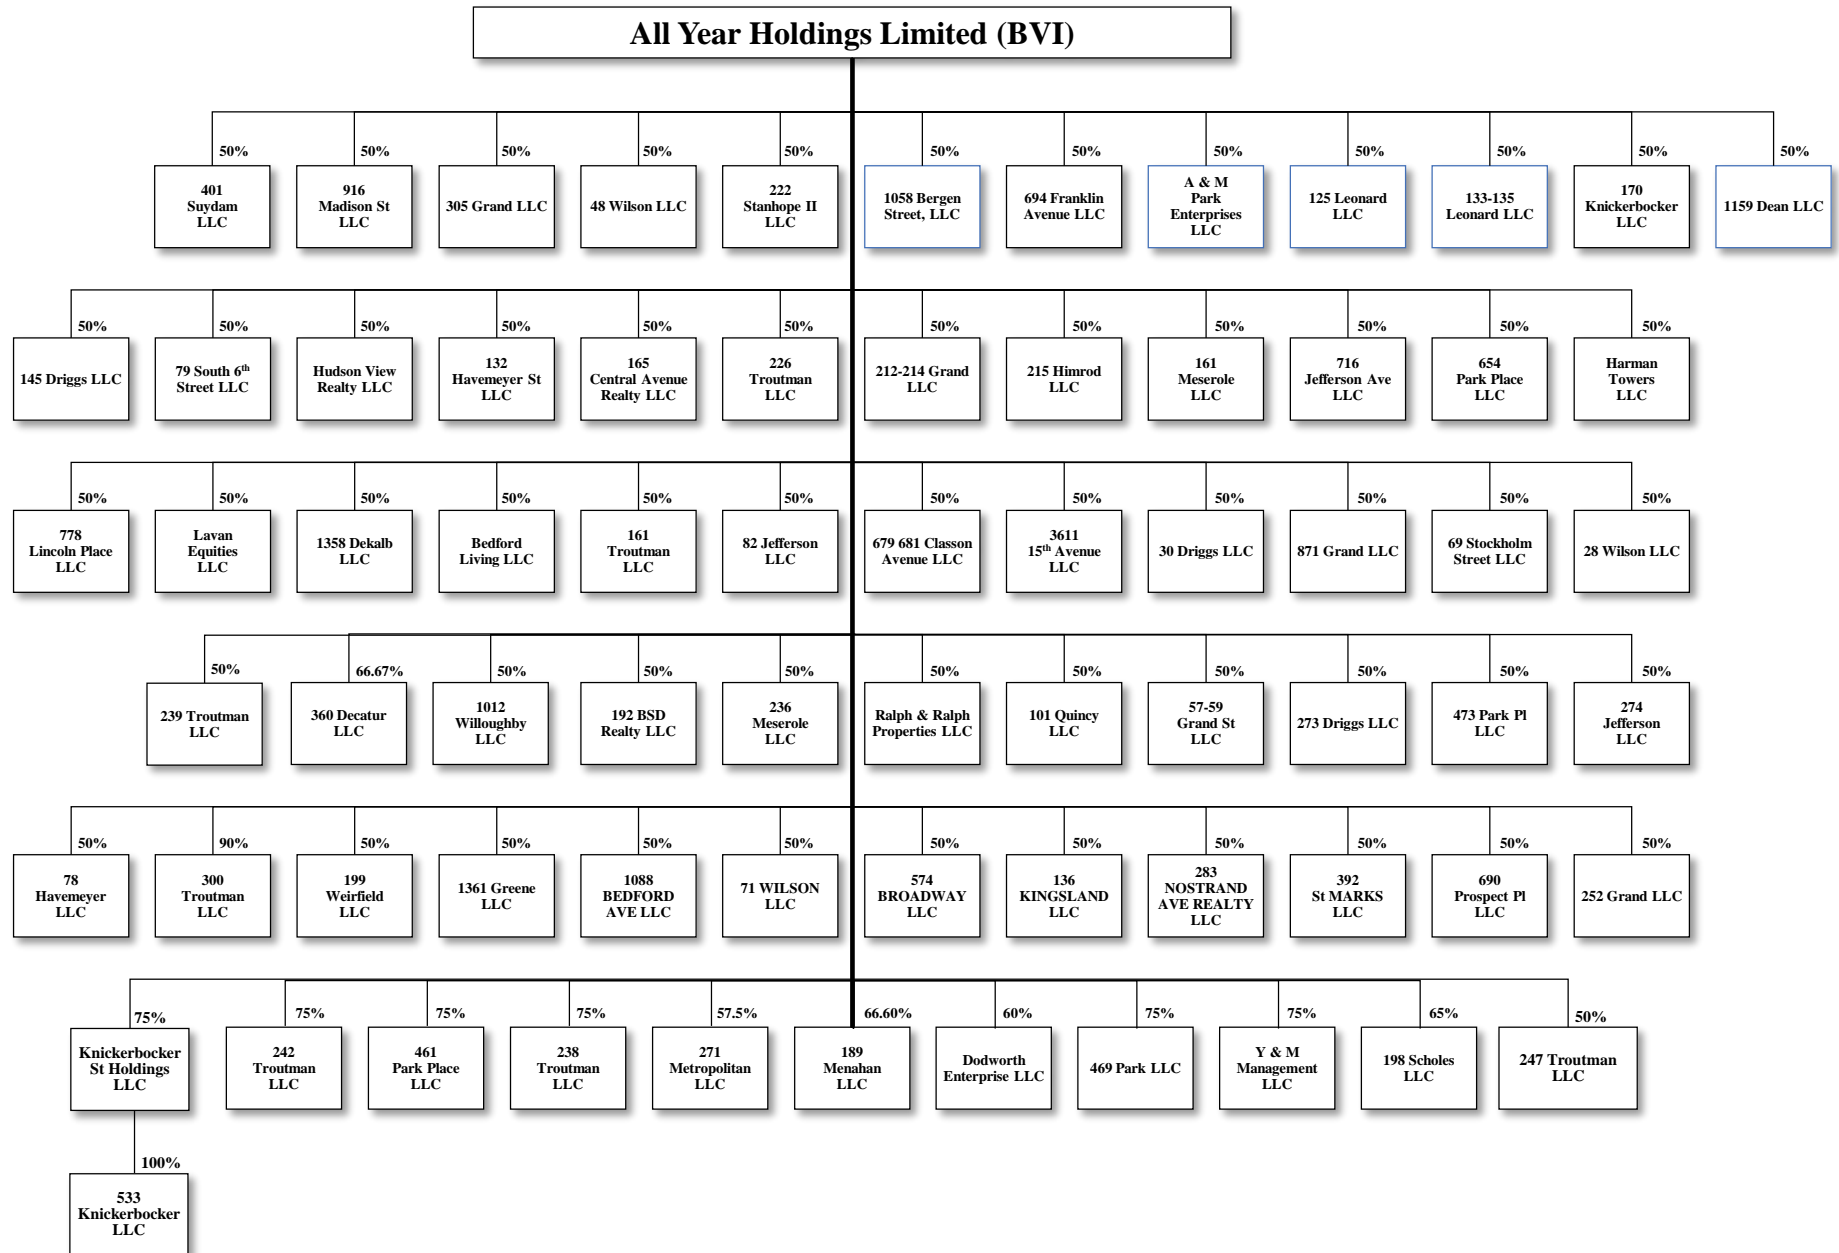 All Year Holdings Limited (BVI)
50%
50%
50%
50%
50%
50%
50%
50%
50%
50%
50%
50%
401
Suydam
LLC
916
Madison St
LLC
305 Grand LLC
48 Wilson LLC
222
Stanhope II
LLC
1058 Bergen
Street, LLC
694 Franklin
Avenue LLC
A & M
Park
Enterprises
LLC
125 Leonard
LLC
133-135
Leonard LLC
170
Knickerbocker
LLC
1159 Dean LLC
50%
50%
50%
50%
50%
50%
50%
50%
50%
50%
50%
50%
145 Driggs LLC
79 South 6th
Street LLC
Hudson View
Realty LLC
132
Havemeyer St
LLC
165
Central Avenue
Realty LLC
226
Troutman
LLC
212-214 Grand
LLC
215 Himrod
LLC
161
Meserole
LLC
716
Jefferson Ave
LLC
654
Park Place
LLC
Harman
Towers
LLC
50%
50%
50%
50%
50%
50%
50%
50%
50%
50%
50%
50%
778
Lincoln Place
LLC
Lavan
Equities
LLC
1358 Dekalb
LLC
Bedford
Living LLC
161
Troutman
LLC
82 Jefferson
LLC
679 681 Classon
Avenue LLC
3611
15th Avenue
LLC
30 Driggs LLC
871 Grand LLC
69 Stockholm
Street LLC
28 Wilson LLC
50%
66.67%
50%
50%
50%
50%
50%
50%
50%
50%
50%
239 Troutman
LLC
360 Decatur
LLC
1012
Willoughby
LLC
192 BSD
Realty LLC
236
Meserole
LLC
Ralph & Ralph
Properties LLC
101 Quincy
LLC
57-59
Grand St
LLC
273 Driggs LLC
473 Park Pl
LLC
274
Jefferson
LLC
50%
90%
50%
50%
50%
50%
50%
50%
50%
50%
50%
50%
78
Havemeyer
LLC
300
Troutman
LLC
199
Weirfield
LLC
1361 Greene
LLC
1088
BEDFORD
AVE LLC
71 WILSON
LLC
574
BROADWAY
LLC
136
KINGSLAND
LLC
283
NOSTRAND
AVE REALTY
LLC
392
St MARKS
LLC
690
Prospect Pl
LLC
252 Grand LLC
75%
75%
75%
75%
57.5%
66.60%
60%
75%
75%
65%
50%
Knickerbocker
St Holdings
LLC
242
Troutman
LLC
461
Park Place
LLC
238
Troutman
LLC
271
Metropolitan
LLC
189
Menahan
LLC
Dodworth
Enterprise LLC
469 Park LLC
Y & M
Management
LLC
198 Scholes
LLC
247 Troutman
LLC
100%
533
Knickerbocker
LLC